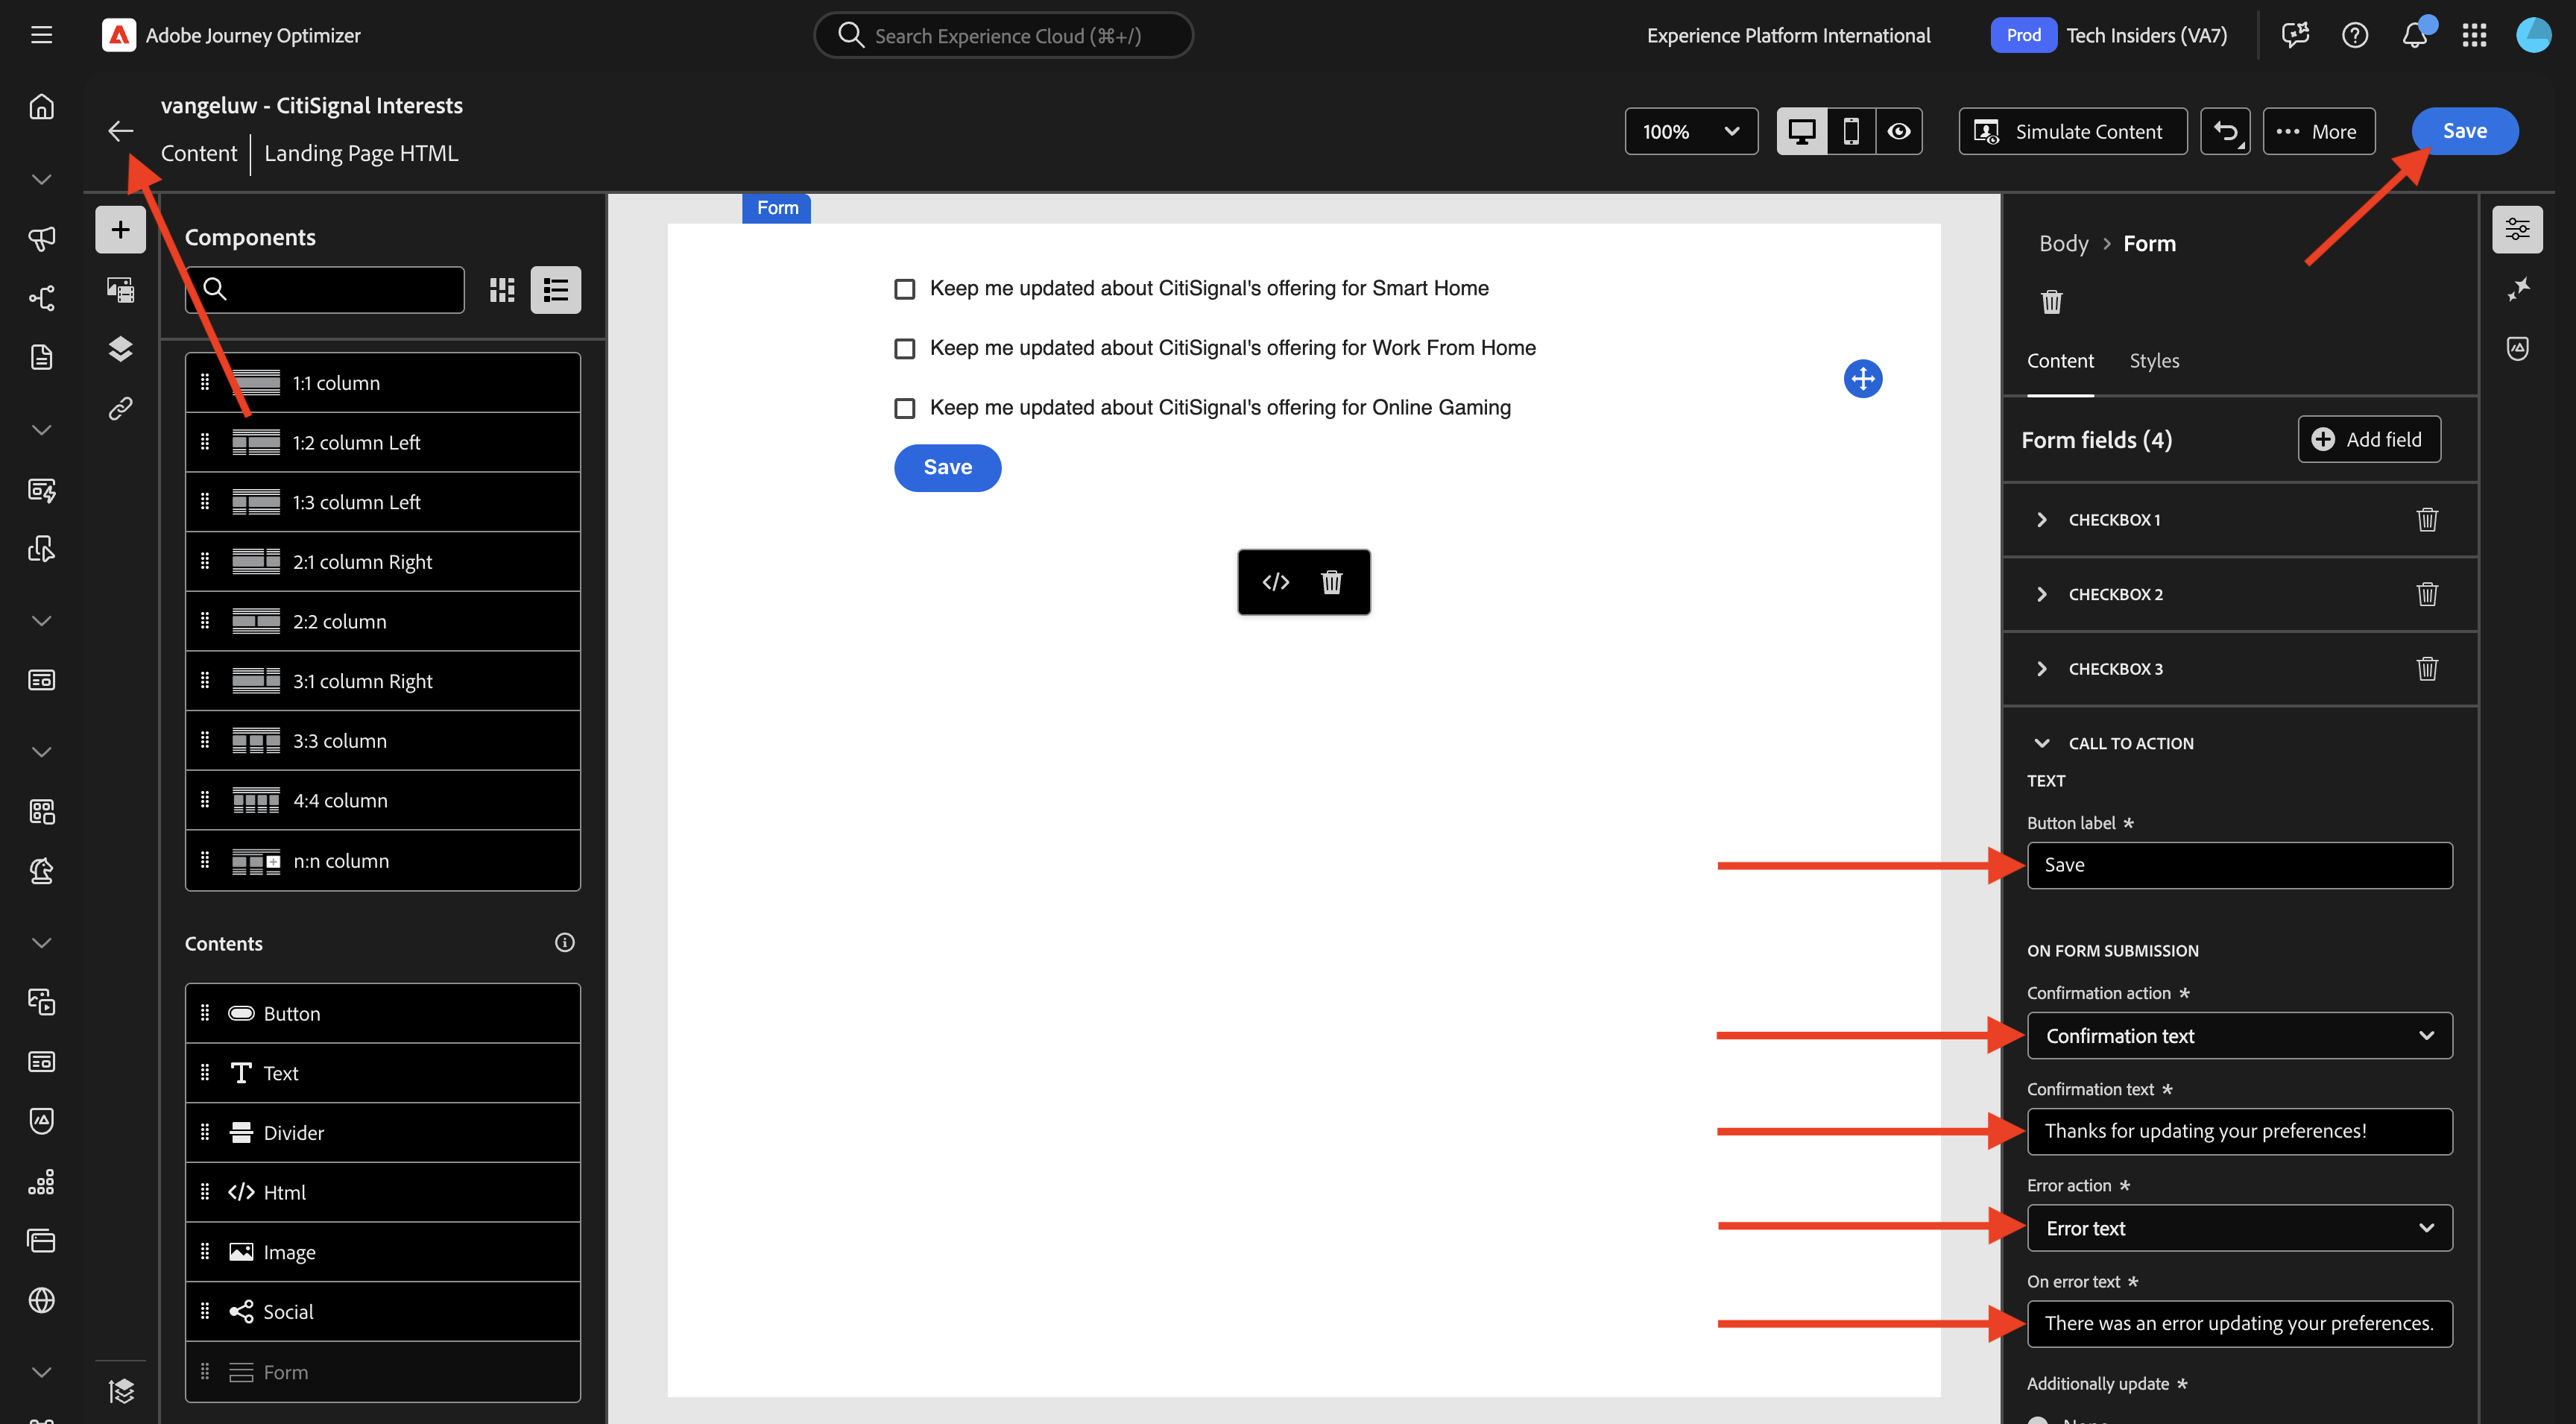 Adobe Journey Optimizer
Search Experience Cloud (⌘+/)
Experience Platform International
Prod
Tech Insiders (VA7)
vangeluw - CitiSignal Interests
Content
Landing Page HTML
100%
Simulate Content
More
Save
Components
1:1 column
1:2 column Left
1:3 column Left
2:1 column Right
2:2 column
3:1 column Right
3:3 column
4:4 column
n:n column
Contents
Button
Text
Divider
Html
Image
Social
Form
Form
Keep me updated about CitiSignal's offering for Smart Home
Keep me updated about CitiSignal's offering for Work From Home
Keep me updated about CitiSignal's offering for Online Gaming
Save
Body > Form
Content
Styles
Form fields (4)
Add field
CHECKBOX 1
CHECKBOX 2
CHECKBOX 3
CALL TO ACTION
TEXT
Button label *
Save
ON FORM SUBMISSION
Confirmation action *
Confirmation text
Confirmation text *
Thanks for updating your preferences!
Error action *
Error text
On error text *
There was an error updating your preferences.
Additionally update *